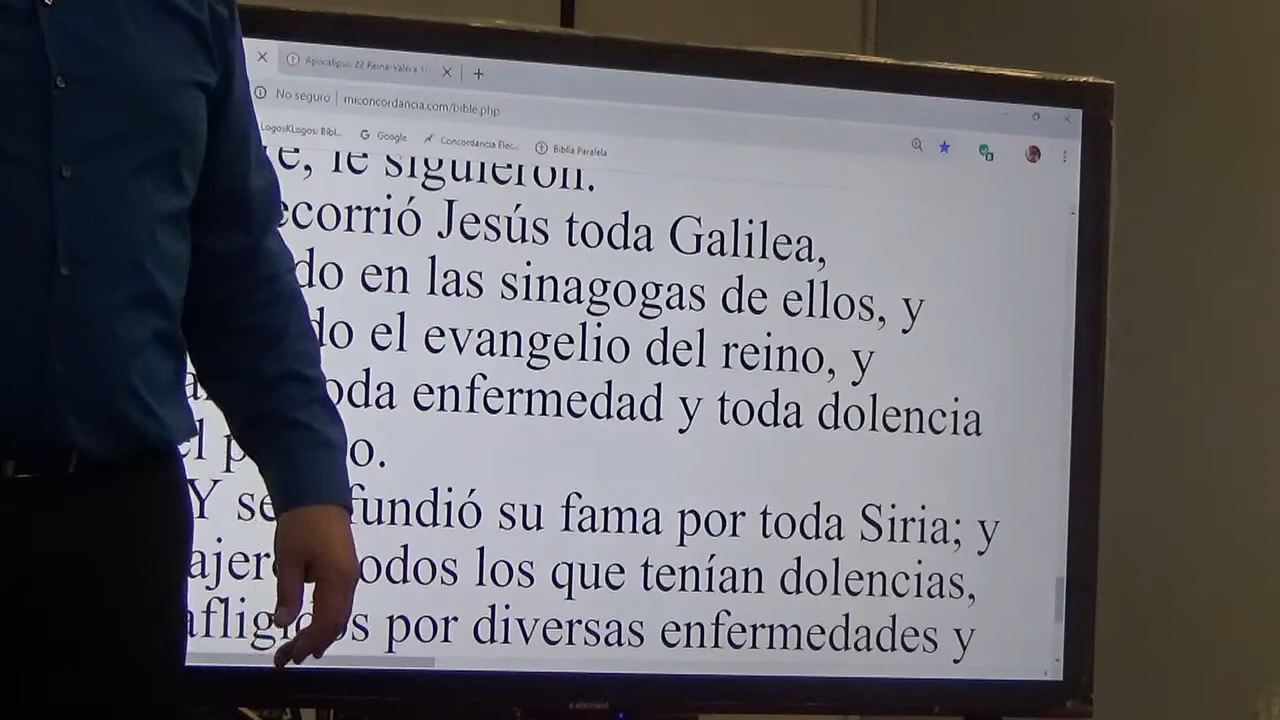 Apocalipsis 22 Reina-Valera 1
No seguro | miconcordancia.com/bible.php
LogosKLogos: Bibl... Google Concordancia Elec... Biblia Paralela
e, le siguieron.
ecorrió Jesús toda Galilea,
do en las sinagogas de ellos, y
do el evangelio del reino, y
oda enfermedad y toda dolencia
l p o.
Y se fundió su fama por toda Siria; y
ajer odos los que tenían dolencias,
afligidos por diversas enfermedades y
element